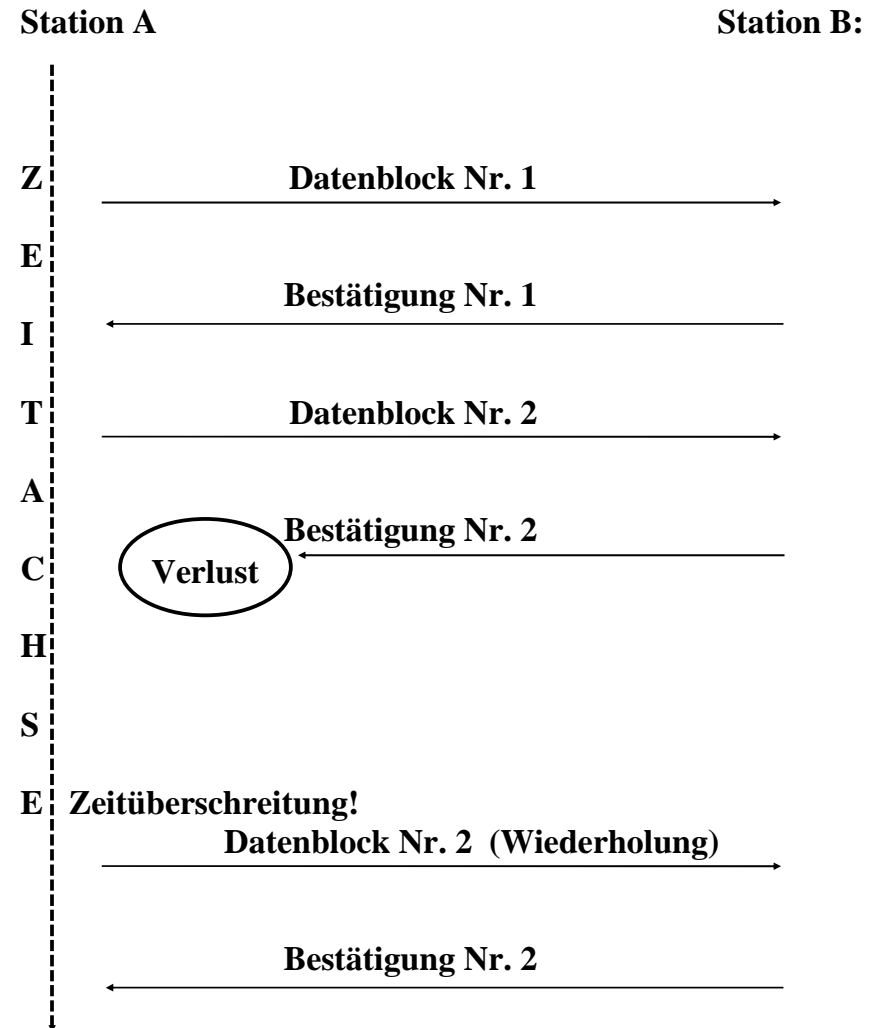 Station A Station B:
Z Datenblock Nr. 1
E
Bestätigung Nr. 1
I
T Datenblock Nr. 2
A
Bestätigung Nr. 2
C Verlust
H
S
E Zeitüberschreitung!
Datenblock Nr. 2 (Wiederholung)
Bestätigung Nr. 2